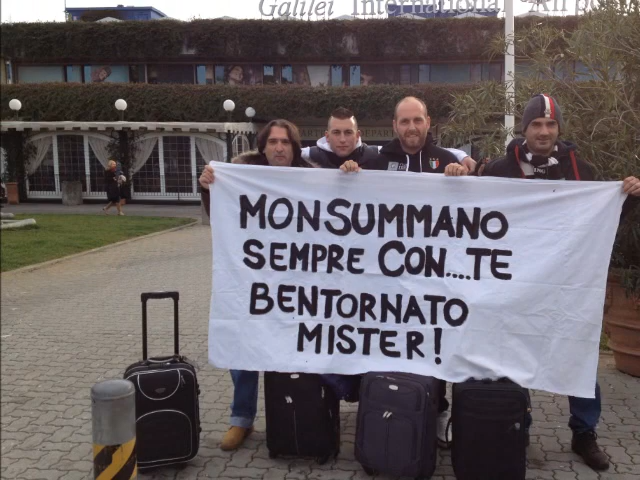 Galilei International
MONSUMMANO
SEMPRE CON....TE
BENTORNATO
MISTER!